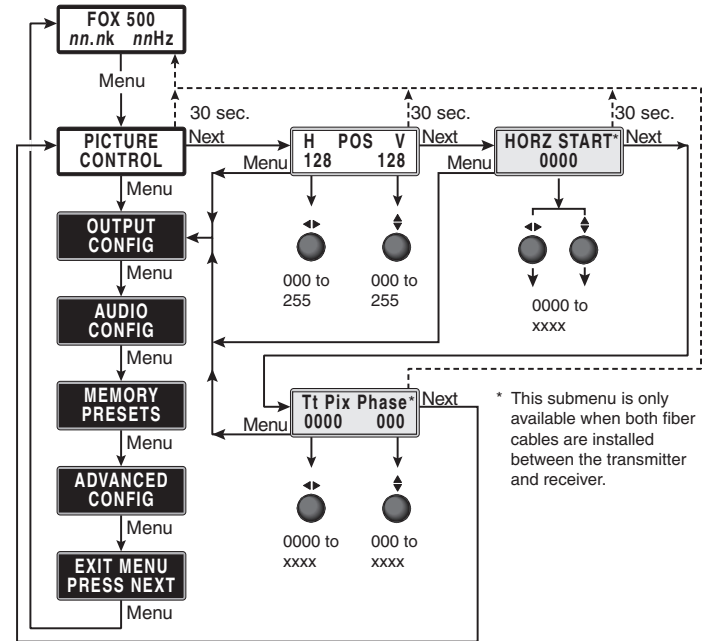 FOX 500
nn.nk nnHz
Menu
30 sec.
30 sec.
30 sec.
PICTURE
CONTROL
Next
H POS V
128 128
Next
HORZ START*
0000
Next
Menu
Menu
Menu
OUTPUT
CONFIG
000 to
255
000 to
255
0000 to
xxxx
Menu
AUDIO
CONFIG
Menu
MEMORY
PRESETS
Tt Pix Phase*
0000 000
Next
Menu
* This submenu is only
available when both fiber
cables are installed
between the transmitter
and receiver.
Menu
ADVANCED
CONFIG
0000 to
xxxx
000 to
xxxx
Menu
EXIT MENU
PRESS NEXT
Menu